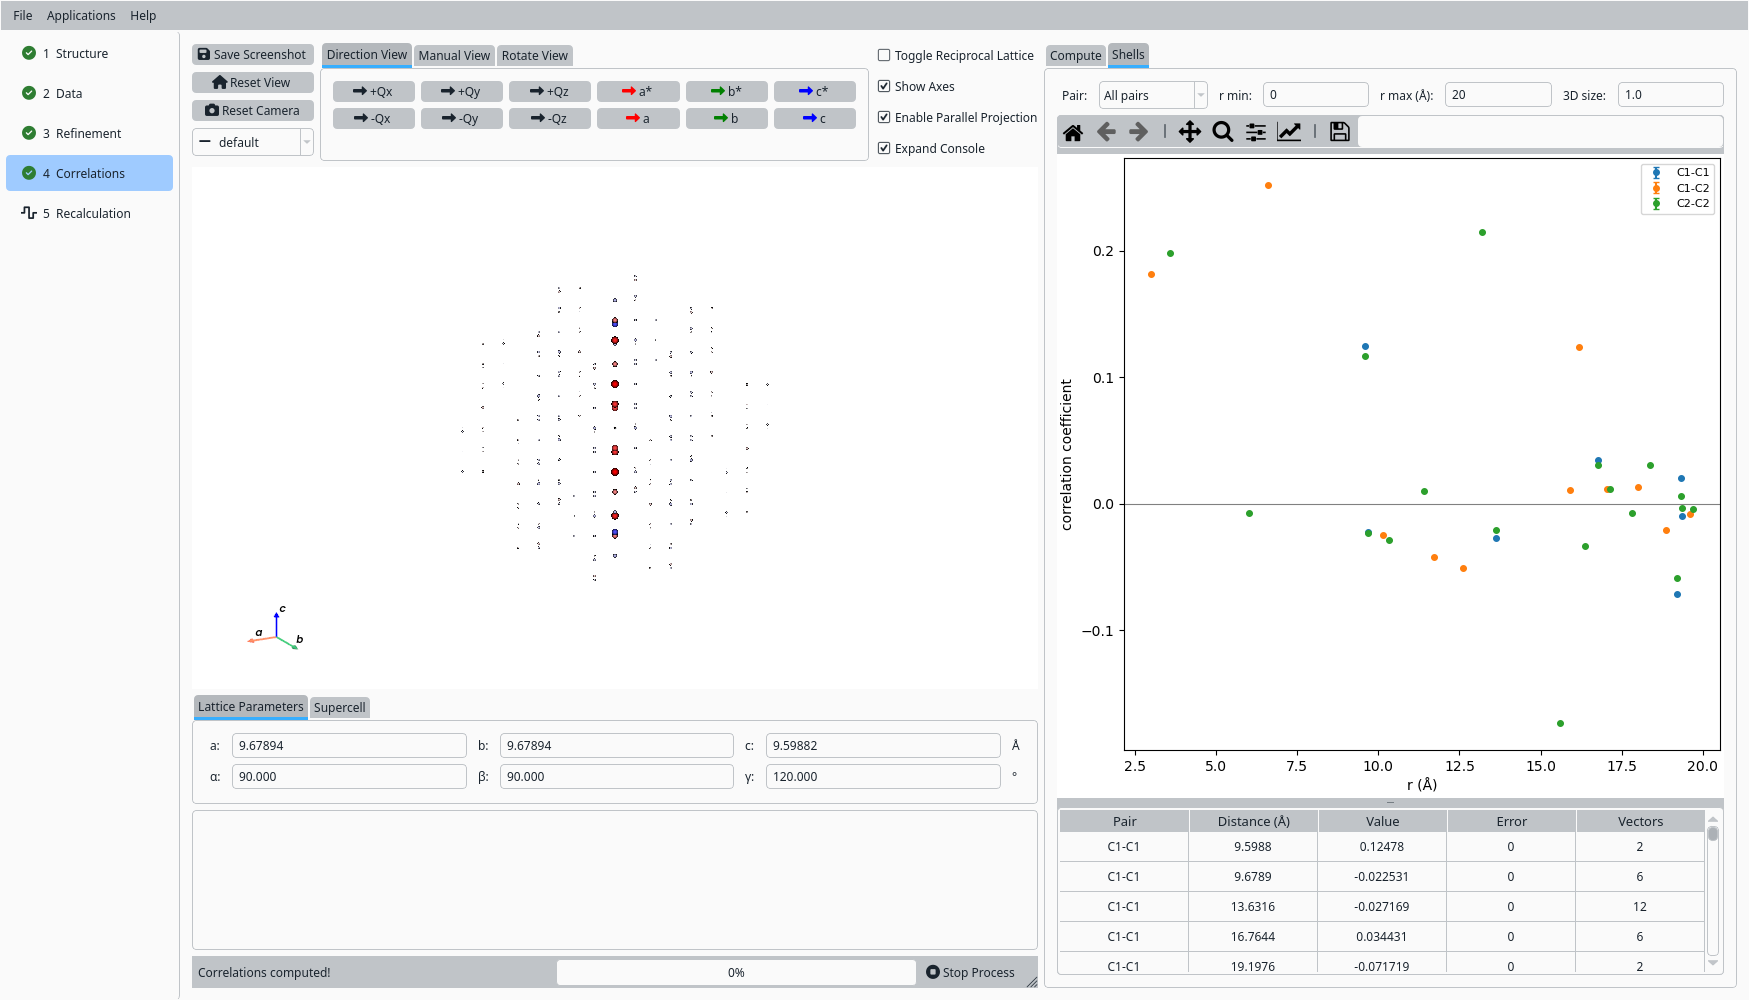 File Applications Help
1 Structure
2 Data
3 Refinement
4 Correlations
5 Recalculation
Save Screenshot
Reset View
Reset Camera
default
Direction View Manual View Rotate View
+Qx +Qy +Qz a* b* c*
-Qx -Qy -Qz a b c
Toggle Reciprocal Lattice
Show Axes
Enable Parallel Projection
Expand Console
c
a
b
Lattice Parameters Supercell
a: 9.67894 b: 9.67894 c: 9.59882 Å
α: 90.000 β: 90.000 γ: 120.000 °
Correlations computed! 0% Stop Process
Compute Shells
Pair: All pairs r min: 0 r max (Å): 20 3D size: 1.0
C1-C1
C1-C2
C2-C2
correlation coefficient
0.2
0.1
0.0
−0.1
2.5 5.0 7.5 10.0 12.5 15.0 17.5 20.0
r (Å)
Pair Distance (Å) Value Error Vectors
C1-C1 9.5988 0.12478 0 2
C1-C1 9.6789 -0.022531 0 6
C1-C1 13.6316 -0.027169 0 12
C1-C1 16.7644 0.034431 0 6
C1-C1 19.1976 -0.071719 0 2